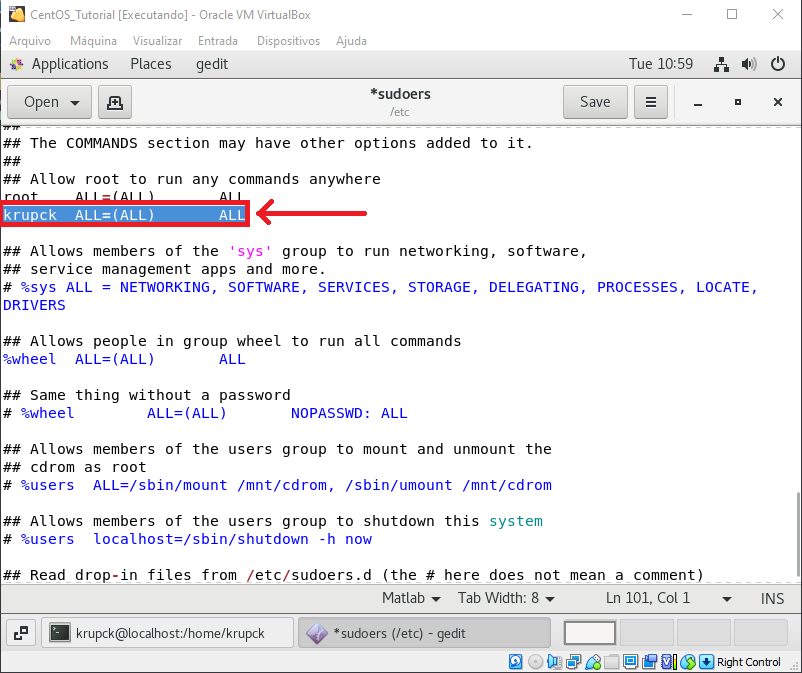 CentOS_Tutorial [Executando] - Oracle VM VirtualBox
Arquivo Máquina Visualizar Entrada Dispositivos Ajuda
Applications Places gedit Tue 10:59
Open *sudoers Save
/etc
##
## The COMMANDS section may have other options added to it.
##
## Allow root to run any commands anywhere
root ALL=(ALL) ALL
krupck ALL=(ALL) ALL
## Allows members of the 'sys' group to run networking, software,
## service management apps and more.
# %sys ALL = NETWORKING, SOFTWARE, SERVICES, STORAGE, DELEGATING, PROCESSES, LOCATE,
DRIVERS
## Allows people in group wheel to run all commands
%wheel ALL=(ALL) ALL
## Same thing without a password
# %wheel ALL=(ALL) NOPASSWD: ALL
## Allows members of the users group to mount and unmount the
## cdrom as root
# %users ALL=/sbin/mount /mnt/cdrom, /sbin/umount /mnt/cdrom
## Allows members of the users group to shutdown this system
# %users localhost=/sbin/shutdown -h now
## Read drop-in files from /etc/sudoers.d (the # here does not mean a comment)
Matlab Tab Width: 8 Ln 101, Col 1 INS
krupck@localhost:/home/krupck *sudoers (/etc) - gedit
Right Control